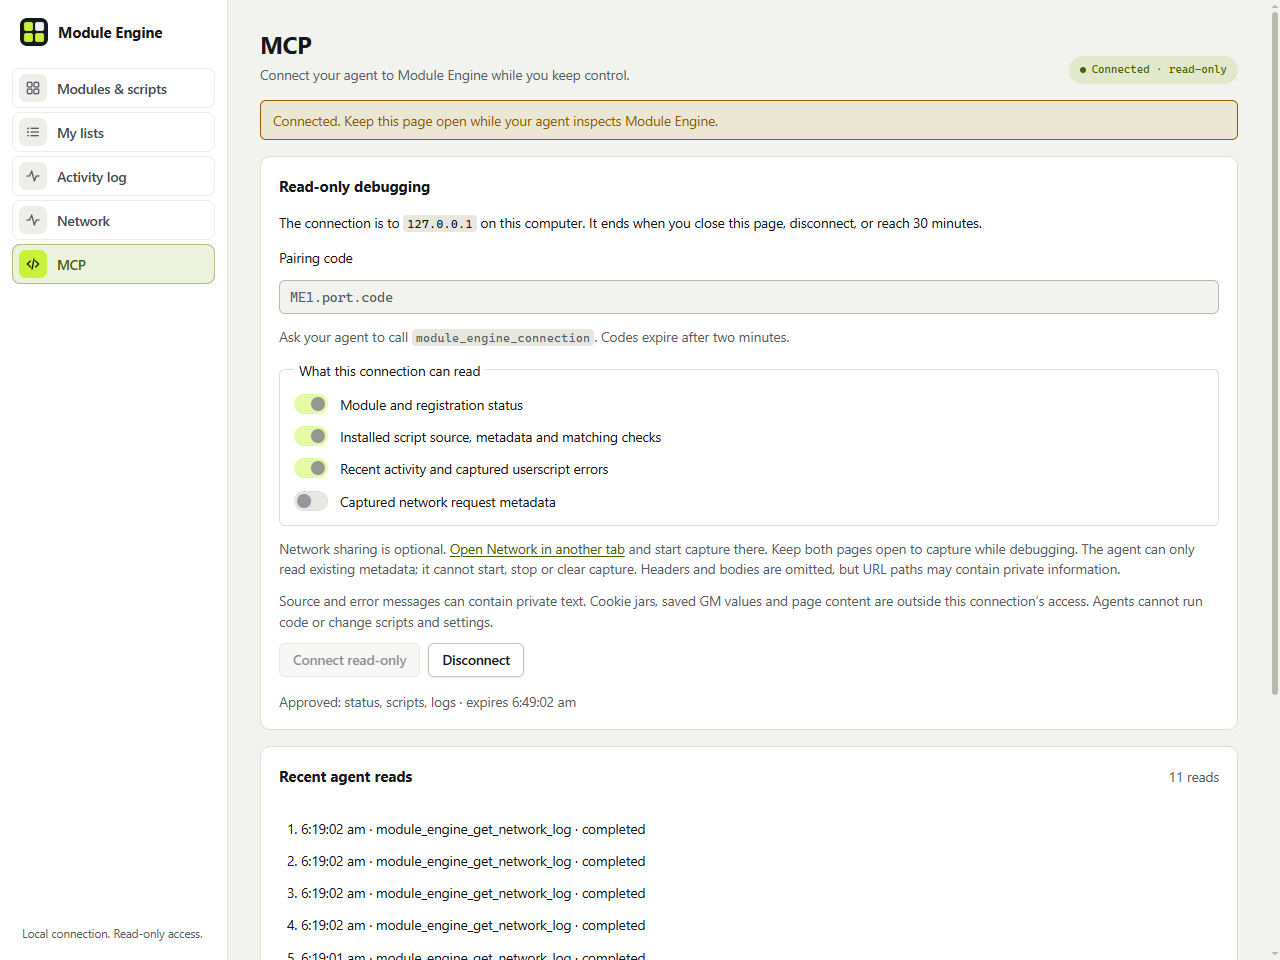 Module Engine
Modules & scripts
My lists
Activity log
Network
MCP
Local connection. Read-only access.
MCP
Connect your agent to Module Engine while you keep control.
Connected · read-only
Connected. Keep this page open while your agent inspects Module Engine.
Read-only debugging
The connection is to 127.0.0.1 on this computer. It ends when you close this page, disconnect, or reach 30 minutes.
Pairing code
ME1.port.code
Ask your agent to call module_engine_connection. Codes expire after two minutes.
What this connection can read
Module and registration status
Installed script source, metadata and matching checks
Recent activity and captured userscript errors
Captured network request metadata
Network sharing is optional. Open Network in another tab and start capture there. Keep both pages open to capture while debugging. The agent can only
read existing metadata; it cannot start, stop or clear capture. Headers and bodies are omitted, but URL paths may contain private information.
Source and error messages can contain private text. Cookie jars, saved GM values and page content are outside this connection’s access. Agents cannot run
code or change scripts and settings.
Connect read-only
Disconnect
Approved: status, scripts, logs · expires 6:49:02 am
Recent agent reads
11 reads
1. 6:19:02 am · module_engine_get_network_log · completed
2. 6:19:02 am · module_engine_get_network_log · completed
3. 6:19:02 am · module_engine_get_network_log · completed
4. 6:19:02 am · module_engine_get_network_log · completed
5. 6:19:01 am · module_engine_get_network_log · completed